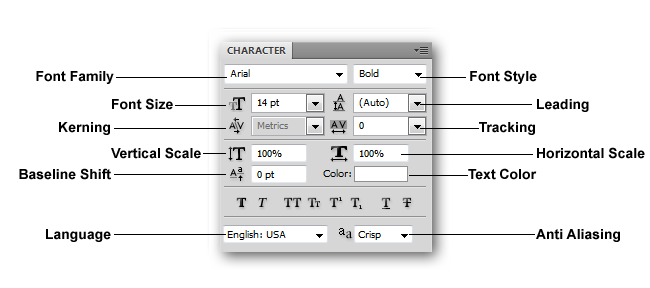 CHARACTER
Font Family Arial Bold Font Style
Font Size 14 pt (Auto) Leading
Kerning Metrics 0 Tracking
Vertical Scale 100% 100% Horizontal Scale
Baseline Shift 0 pt Color: Text Color
T T TT Tt T¹ T₁ T T
Language English: USA aa Crisp Anti Aliasing